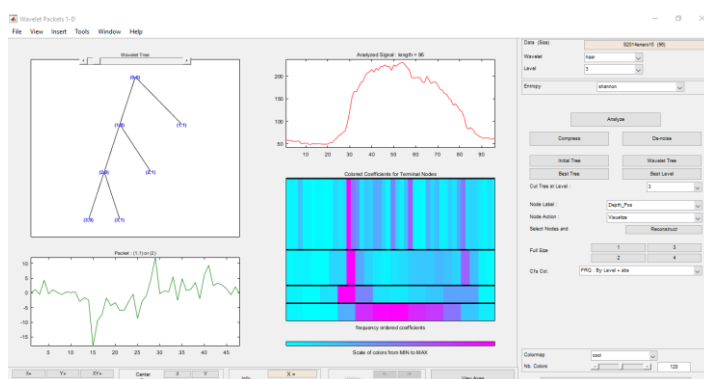 Wavelet Packets 1-D
File View Insert Tools Window Help
Wavelet Tree
(0,0)
(1,0) (1,1)
(2,0) (2,1)
(3,0) (3,1)
Analyzed Signal : length = 96
200
150
100
50
10 20 30 40 50 60 70 80 90
Colored Coefficients for Terminal Nodes
frequency ordered coefficients
Scale of colors from MIN to MAX
Packet : (1,1) or (2)
10
5
0
-5
-10
-15
5 10 15 20 25 30 35 40 45
Data (Size) (96)
Wavelet haar
Level 3
Entropy shannon
Analyze
Compress De-noise
Initial Tree Wavelet Tree
Best Tree Best Level
Cut Tree at Level : 3
Node Label : Depth_Pos
Node Action : Visualize
Select Nodes and Reconstruct
Full Size 1 3
2 4
Cfs Col. FRQ : By Level + abs
Colormap cool
Nb. Colors 128
X+ Y+ XY+ Center X Y Info X = View Axes